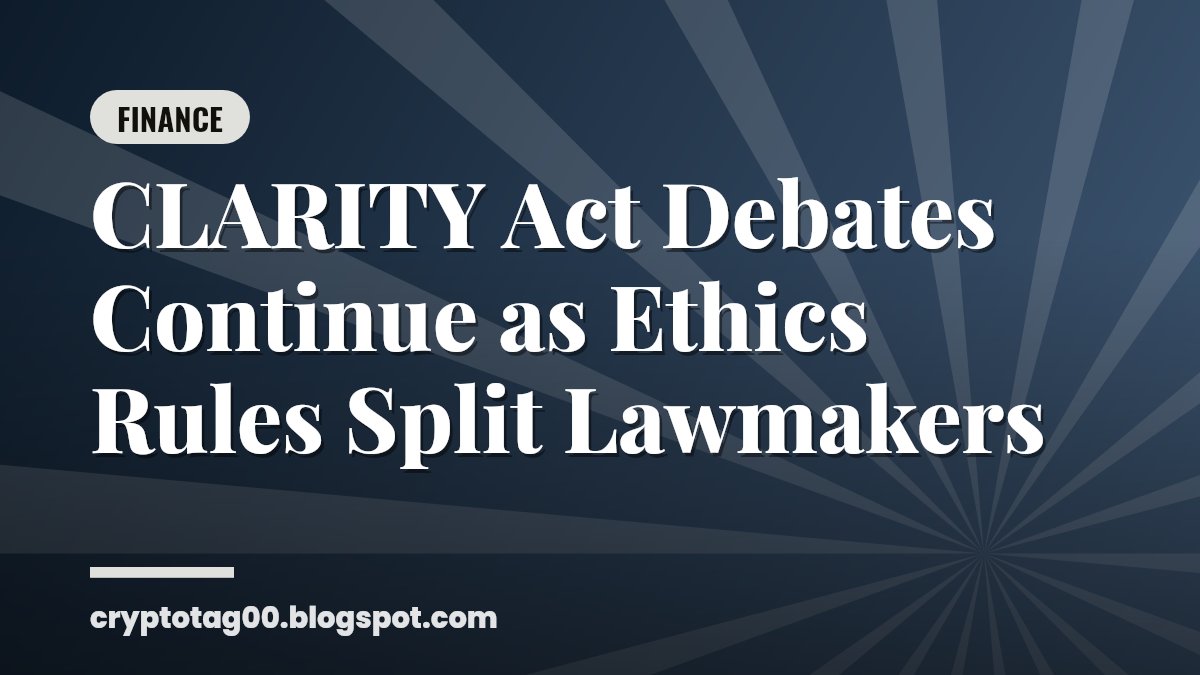 FINANCE
CLARITY Act Debates
Continue as Ethics
Rules Split Lawmakers
cryptotag00.blogspot.com